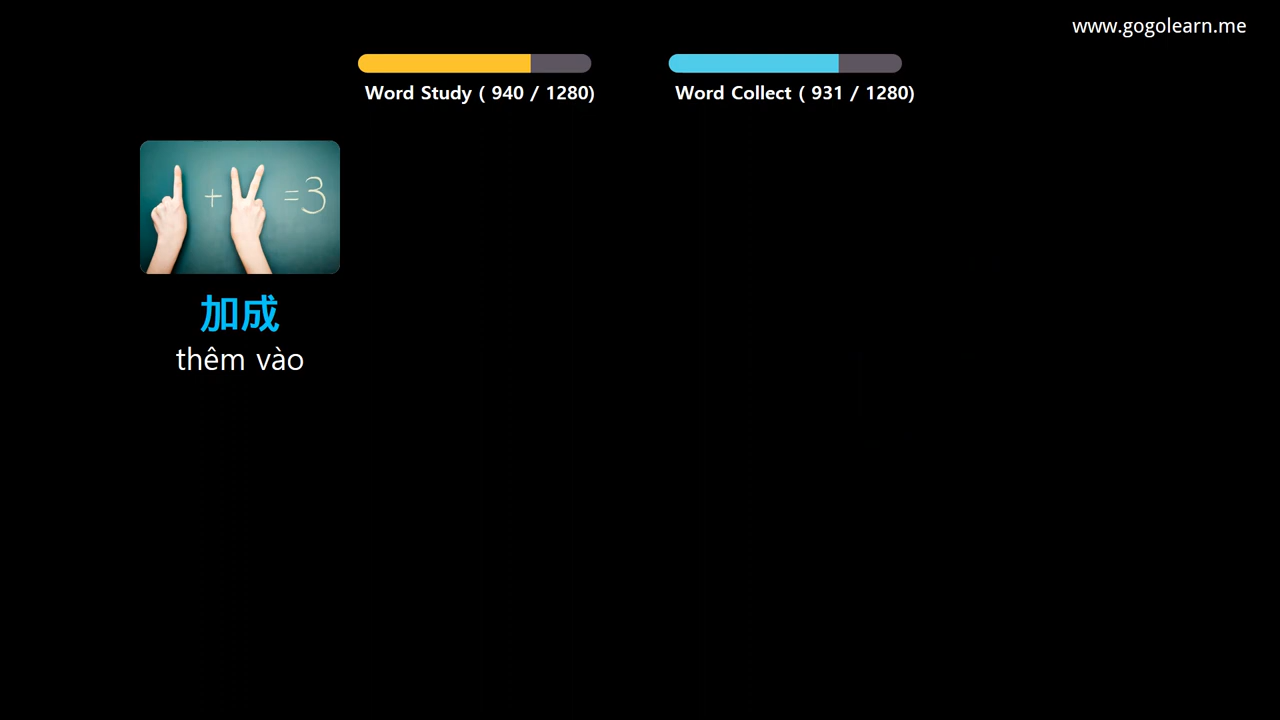 www.gogolearn.me
Word Study ( 940 / 1280)
Word Collect ( 931 / 1280)
+ =3
加成
thêm vào